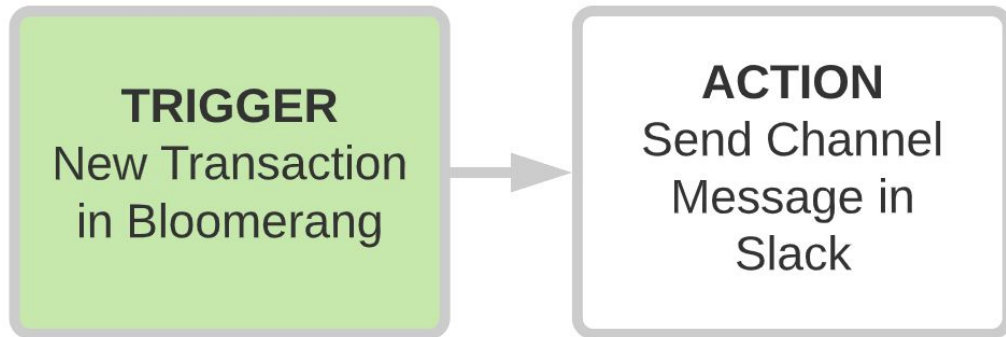 TRIGGER
New Transaction
in Bloomerang
ACTION
Send Channel
Message in
Slack